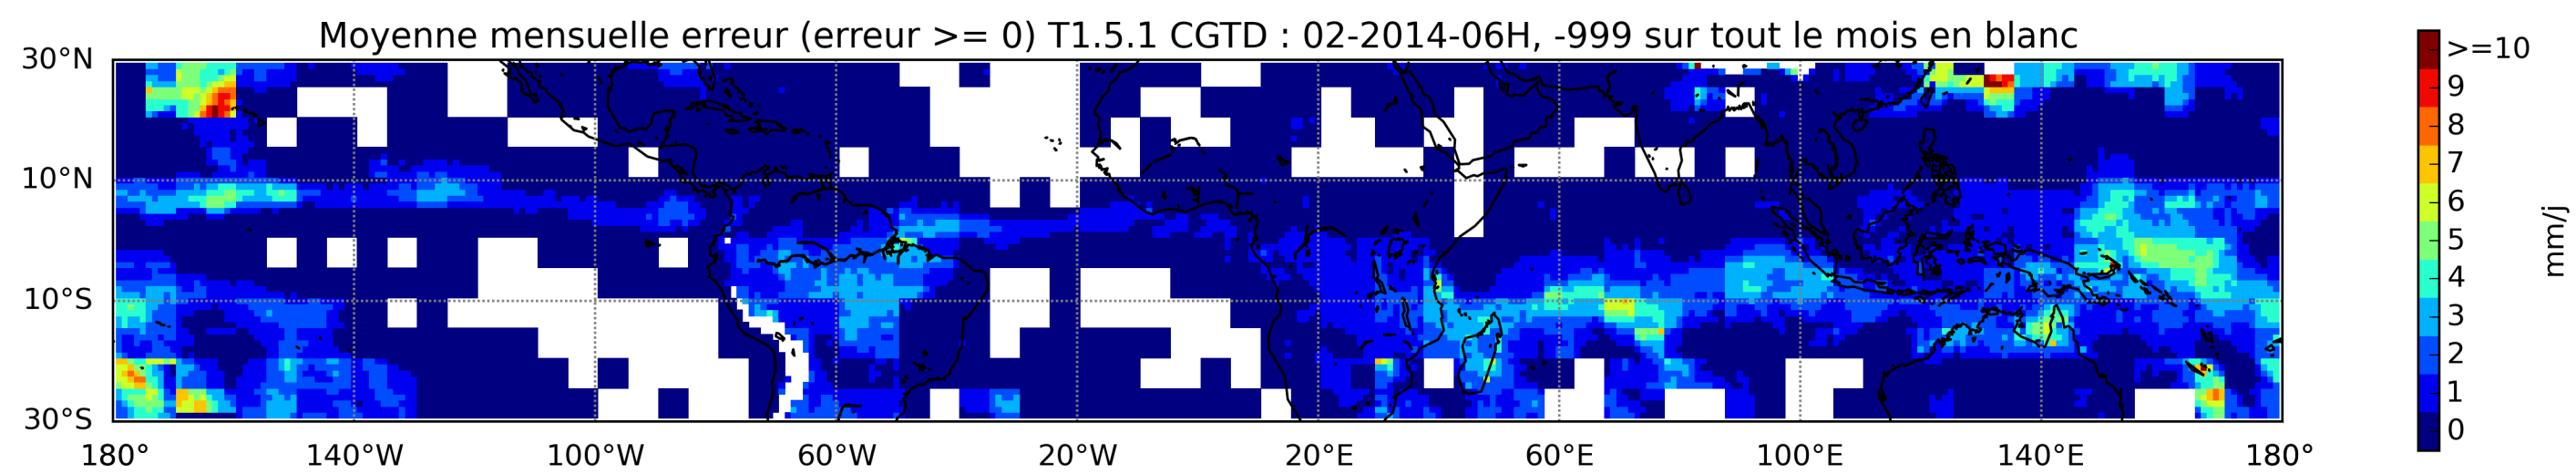 Moyenne mensuelle erreur (erreur >= 0) T1.5.1 CGTD : 02-2014-06H, -999 sur tout le mois en blanc
30°N
10°N
10°S
30°S
180° 140°W 100°W 60°W 20°W 20°E 60°E 100°E 140°E 180°
>=10
9
8
7
6
5
4
3
2
1
0
mm/j